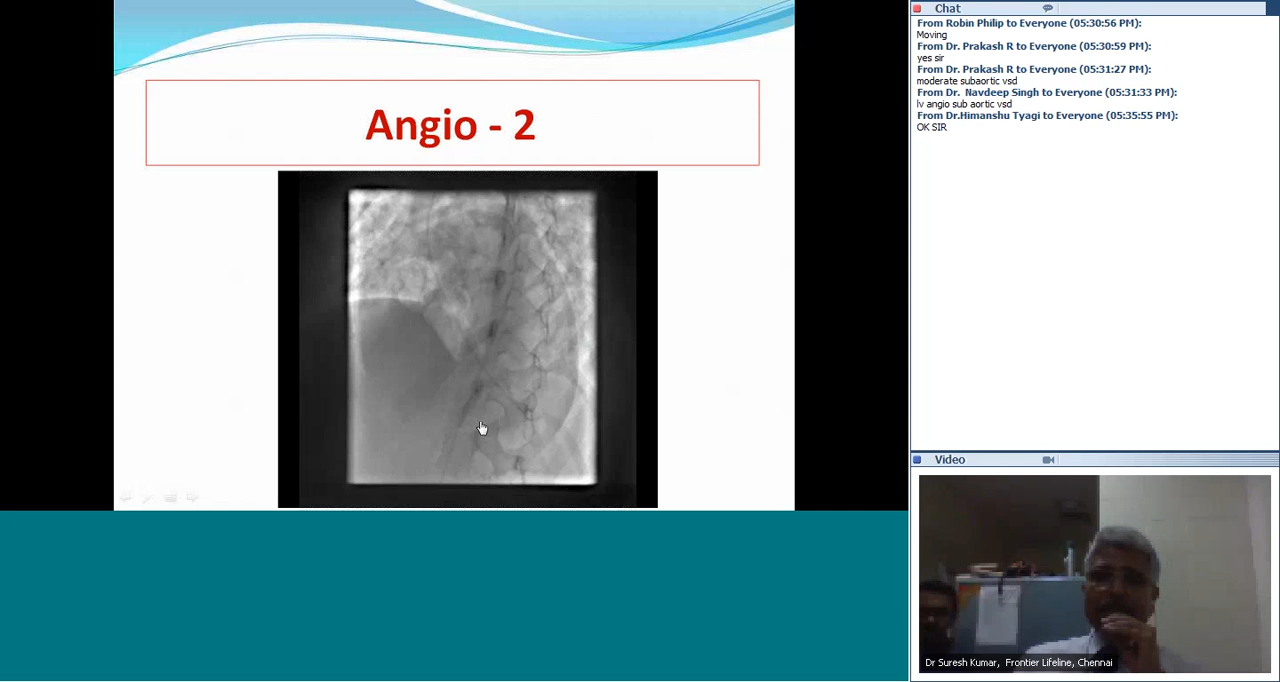 Angio - 2
Chat
From Robin Philip to Everyone (05:30:56 PM):
Moving
From Dr. Prakash R to Everyone (05:30:59 PM):
yes sir
From Dr. Prakash R to Everyone (05:31:27 PM):
moderate subaortic vsd
From Dr. Navdeep Singh to Everyone (05:31:33 PM):
lv angio sub aortic vsd
From Dr.Himanshu Tyagi to Everyone (05:35:55 PM):
OK SIR
Video
Dr Suresh Kumar, Frontier Lifeline, Chennai